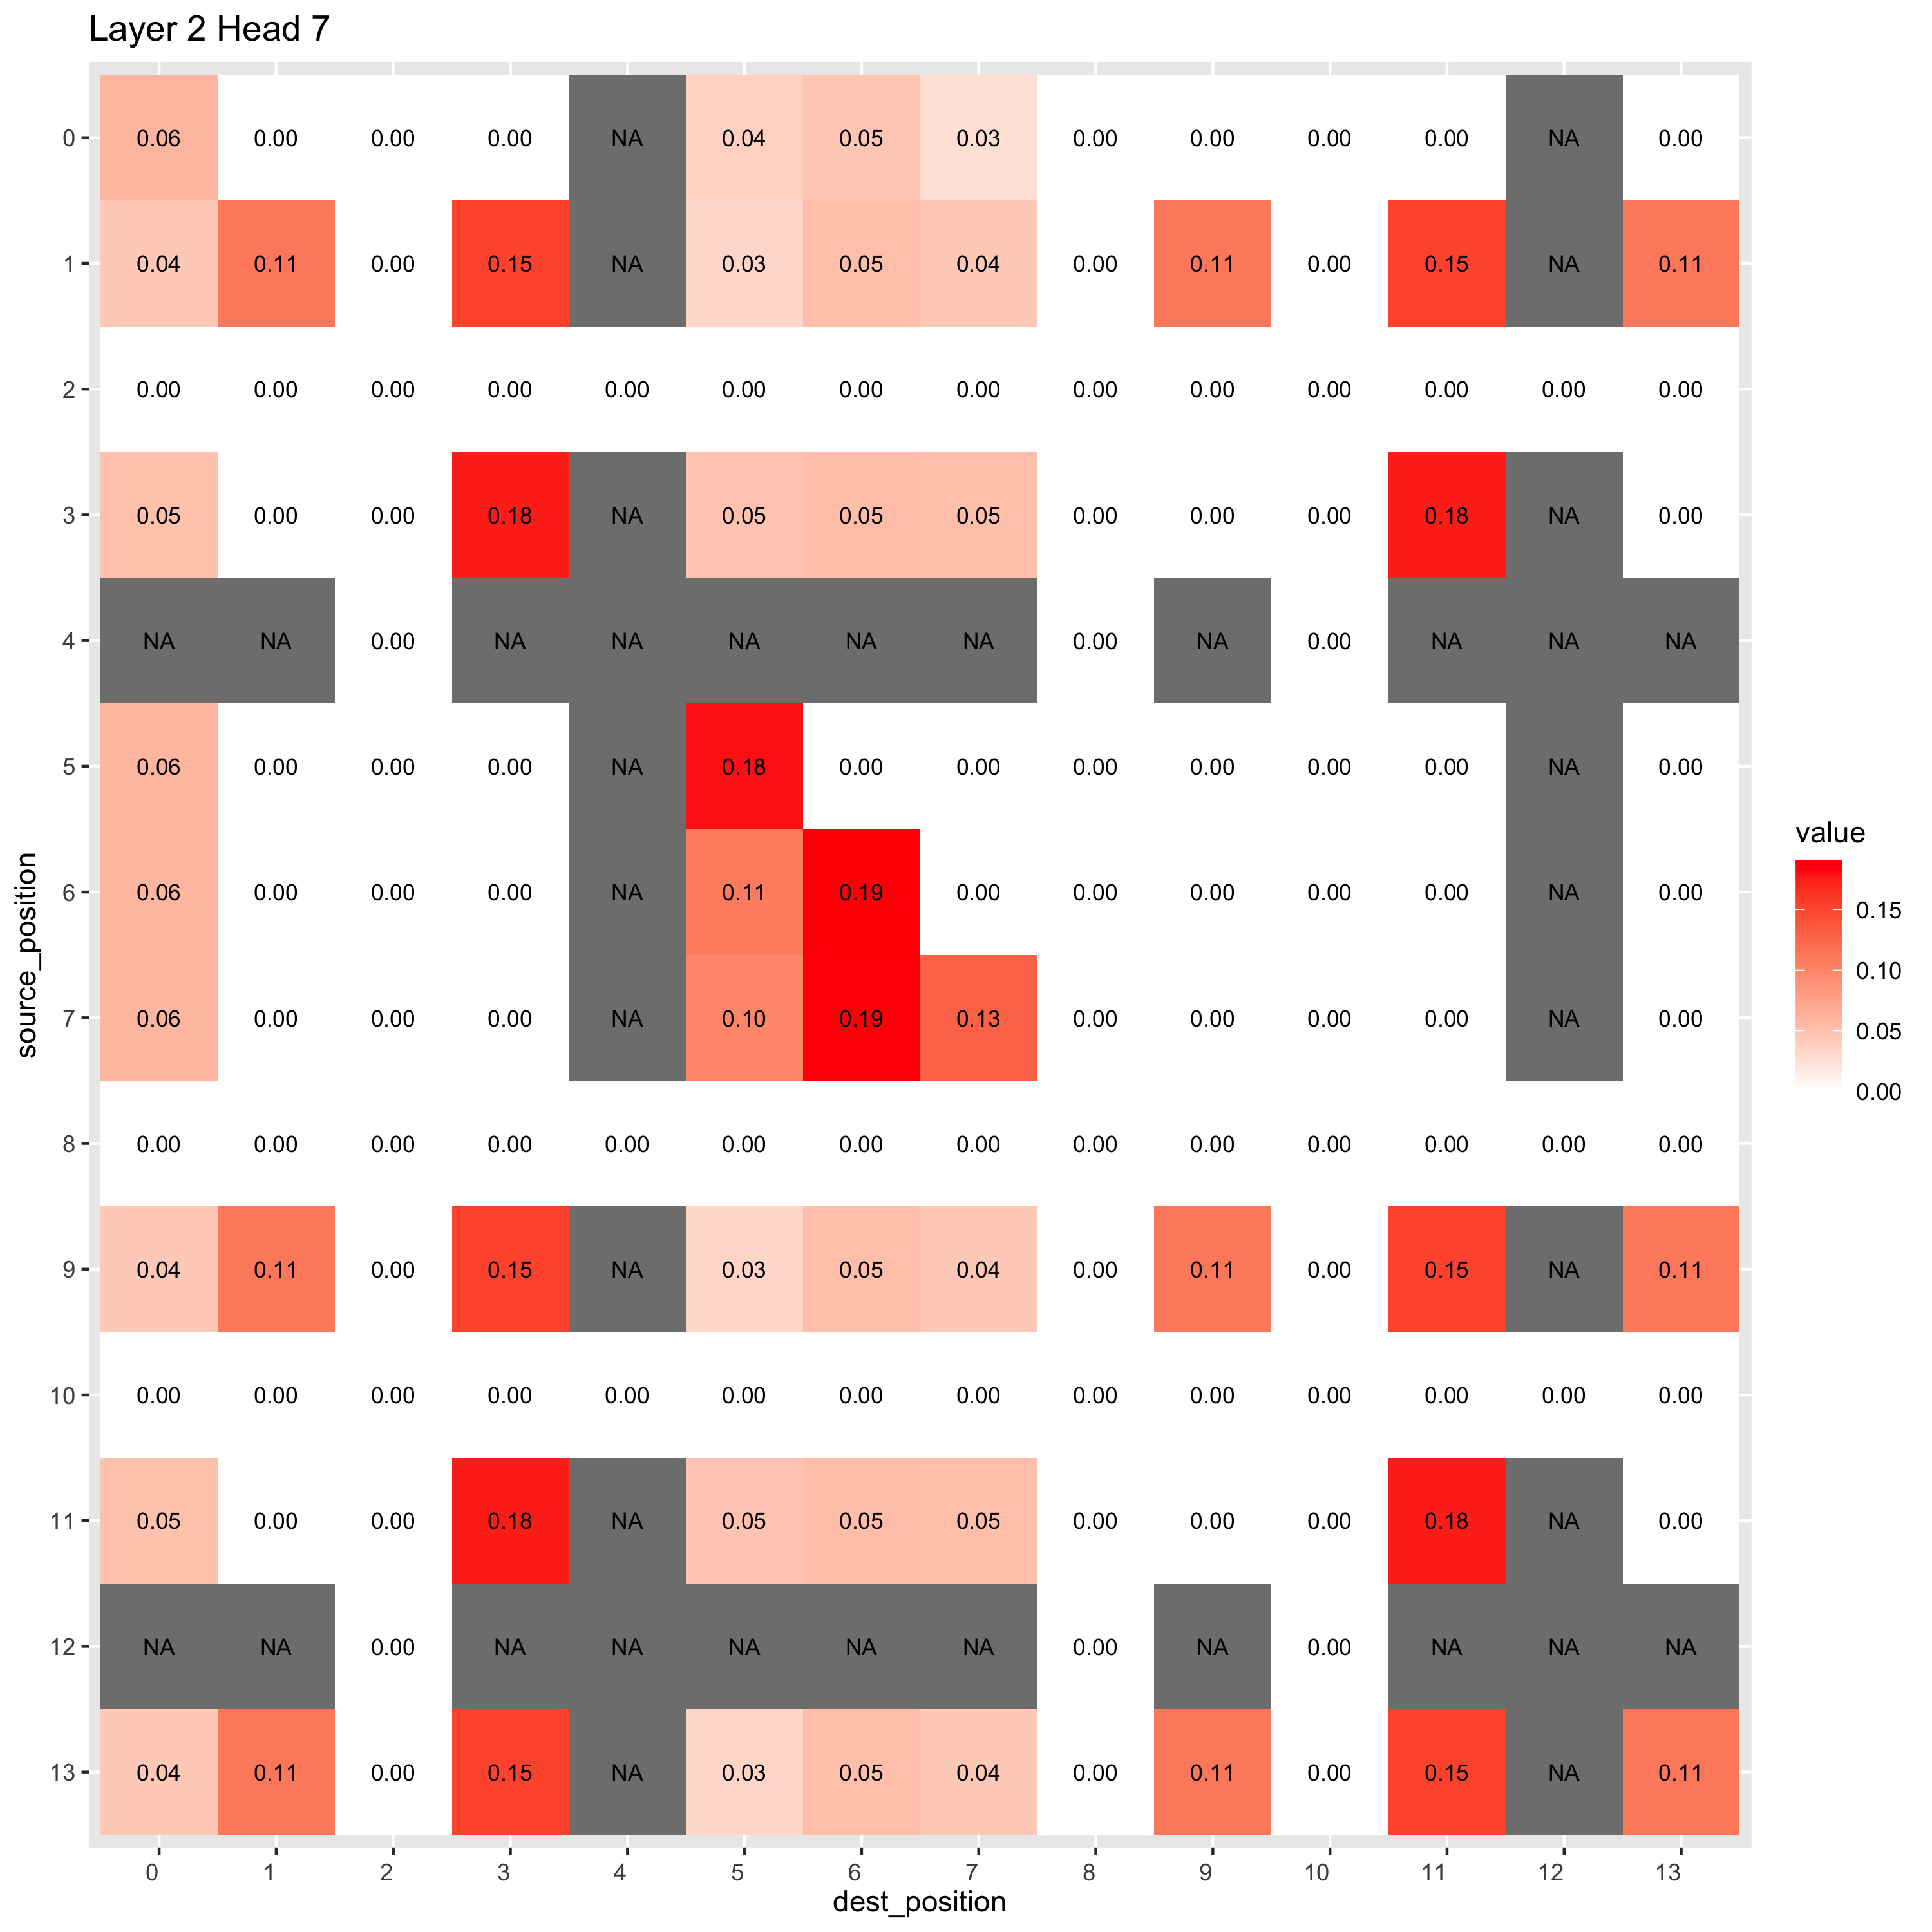 Layer 2 Head 7
0 0.06 0.00 0.00 0.00 NA 0.04 0.05 0.03 0.00 0.00 0.00 0.00 NA 0.00
1 0.04 0.11 0.00 0.15 NA 0.03 0.05 0.04 0.00 0.11 0.00 0.15 NA 0.11
2 0.00 0.00 0.00 0.00 0.00 0.00 0.00 0.00 0.00 0.00 0.00 0.00 0.00 0.00
3 0.05 0.00 0.00 0.18 NA 0.05 0.05 0.05 0.00 0.00 0.00 0.18 NA 0.00
4 NA NA 0.00 NA NA NA NA NA 0.00 NA 0.00 NA NA NA
5 0.06 0.00 0.00 0.00 NA 0.18 0.00 0.00 0.00 0.00 0.00 0.00 NA 0.00
6 0.06 0.00 0.00 0.00 NA 0.11 0.19 0.00 0.00 0.00 0.00 0.00 NA 0.00
7 0.06 0.00 0.00 0.00 NA 0.10 0.19 0.13 0.00 0.00 0.00 0.00 NA 0.00
8 0.00 0.00 0.00 0.00 0.00 0.00 0.00 0.00 0.00 0.00 0.00 0.00 0.00 0.00
9 0.04 0.11 0.00 0.15 NA 0.03 0.05 0.04 0.00 0.11 0.00 0.15 NA 0.11
10 0.00 0.00 0.00 0.00 0.00 0.00 0.00 0.00 0.00 0.00 0.00 0.00 0.00 0.00
11 0.05 0.00 0.00 0.18 NA 0.05 0.05 0.05 0.00 0.00 0.00 0.18 NA 0.00
12 NA NA 0.00 NA NA NA NA NA 0.00 NA 0.00 NA NA NA
13 0.04 0.11 0.00 0.15 NA 0.03 0.05 0.04 0.00 0.11 0.00 0.15 NA 0.11
0 1 2 3 4 5 6 7 8 9 10 11 12 13
dest_position
source_position
value
0.15
0.10
0.05
0.00